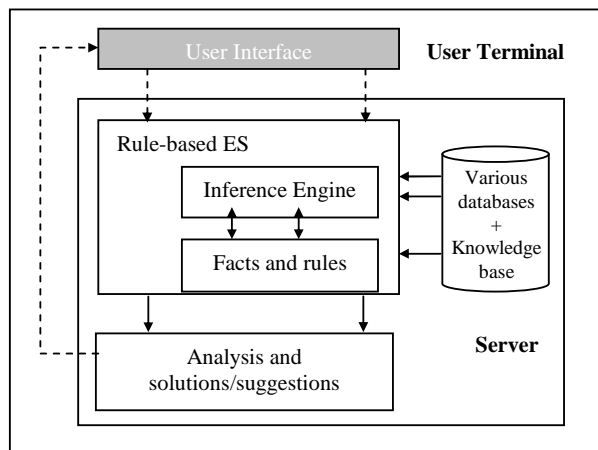 User Interface
User Terminal
Rule-based ES
Inference Engine
Facts and rules
Various
databases
+
Knowledge
base
Server
Analysis and
solutions/suggestions